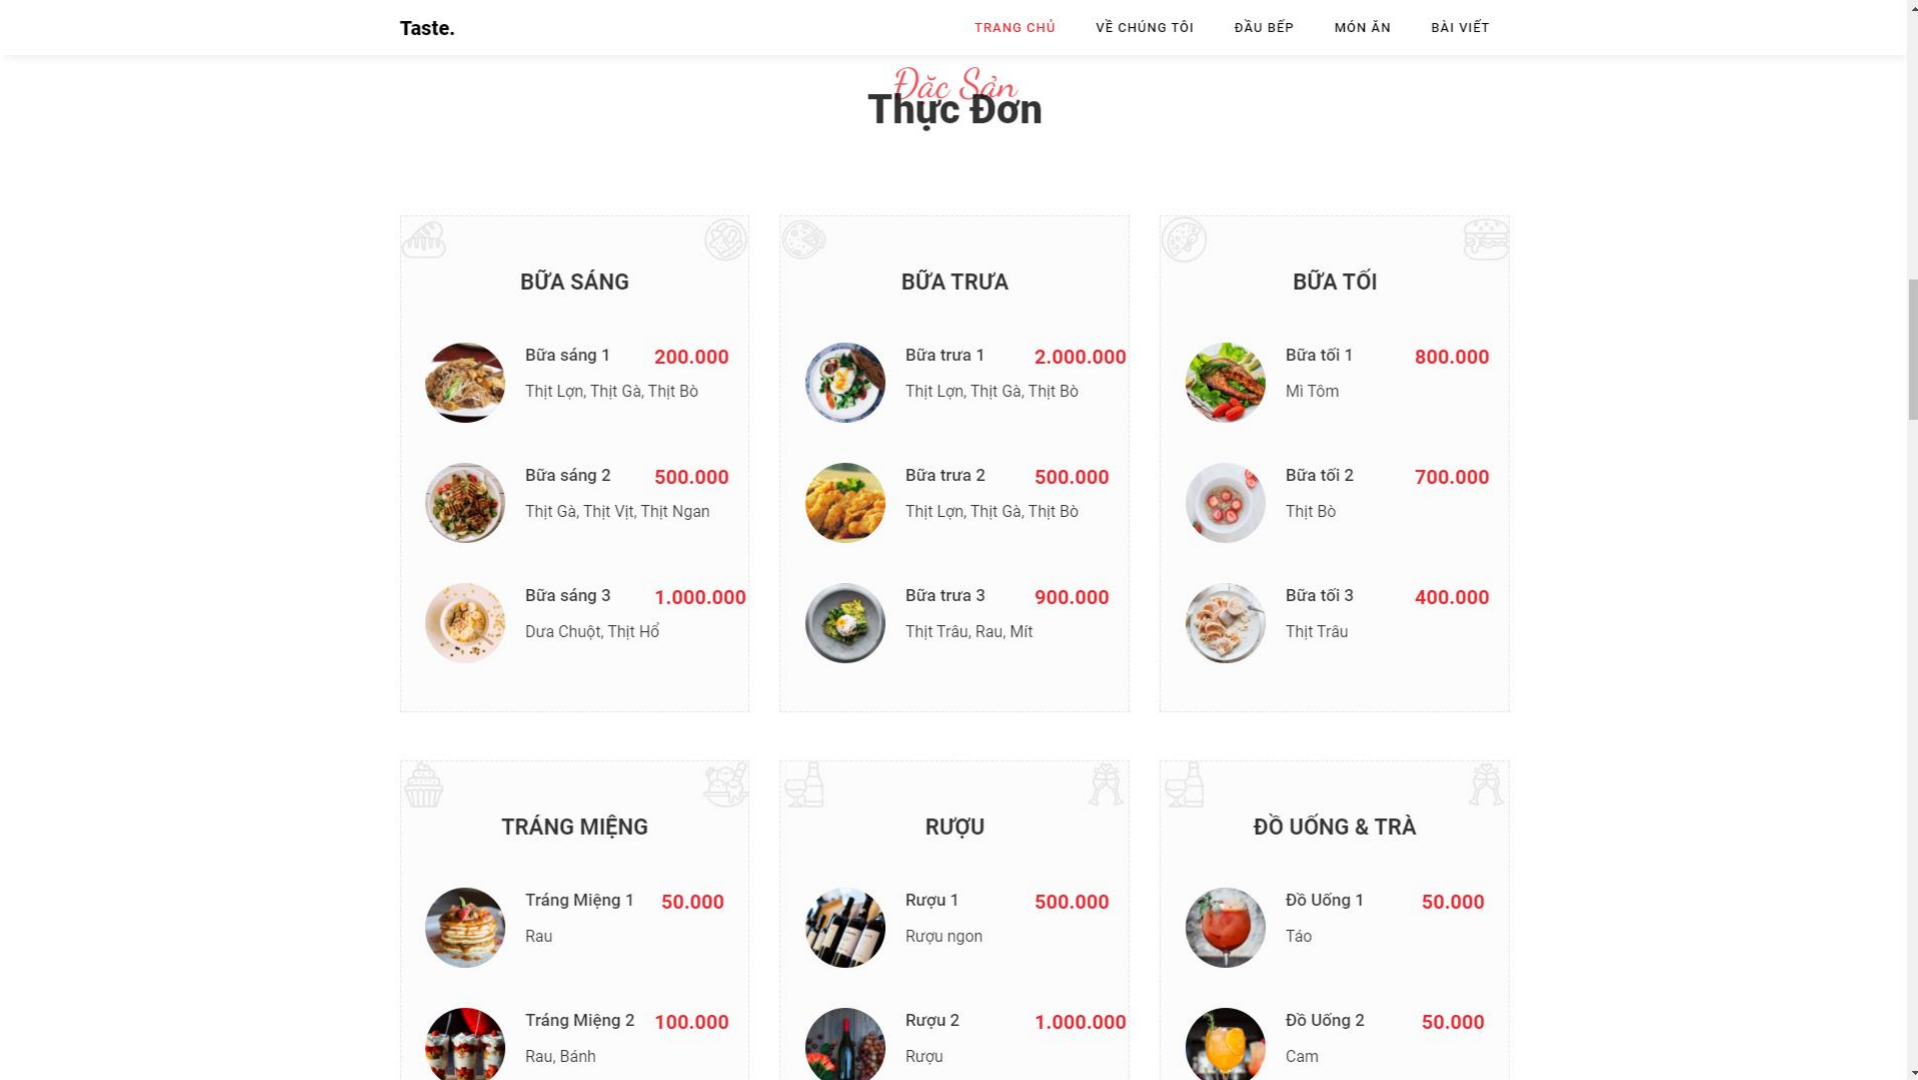 Taste.
TRANG CHỦ VỀ CHÚNG TÔI ĐẦU BẾP MÓN ĂN BÀI VIẾT
Đăc Sản
Thực Đơn
BỮA SÁNG
Bữa sáng 1 200.000
Thịt Lợn, Thịt Gà, Thịt Bò
Bữa sáng 2 500.000
Thịt Gà, Thịt Vịt, Thịt Ngan
Bữa sáng 3 1.000.000
Dưa Chuột, Thịt Hổ
BỮA TRƯA
Bữa trưa 1 2.000.000
Thịt Lợn, Thịt Gà, Thịt Bò
Bữa trưa 2 500.000
Thịt Lợn, Thịt Gà, Thịt Bò
Bữa trưa 3 900.000
Thịt Trâu, Rau, Mít
BỮA TỐI
Bữa tối 1 800.000
Mì Tôm
Bữa tối 2 700.000
Thịt Bò
Bữa tối 3 400.000
Thịt Trâu
TRÁNG MIỆNG
Tráng Miệng 1 50.000
Rau
Tráng Miệng 2 100.000
Rau, Bánh
RƯỢU
Rượu 1 500.000
Rượu ngon
Rượu 2 1.000.000
Rượu
ĐỒ UỐNG & TRÀ
Đồ Uống 1 50.000
Táo
Đồ Uống 2 50.000
Cam